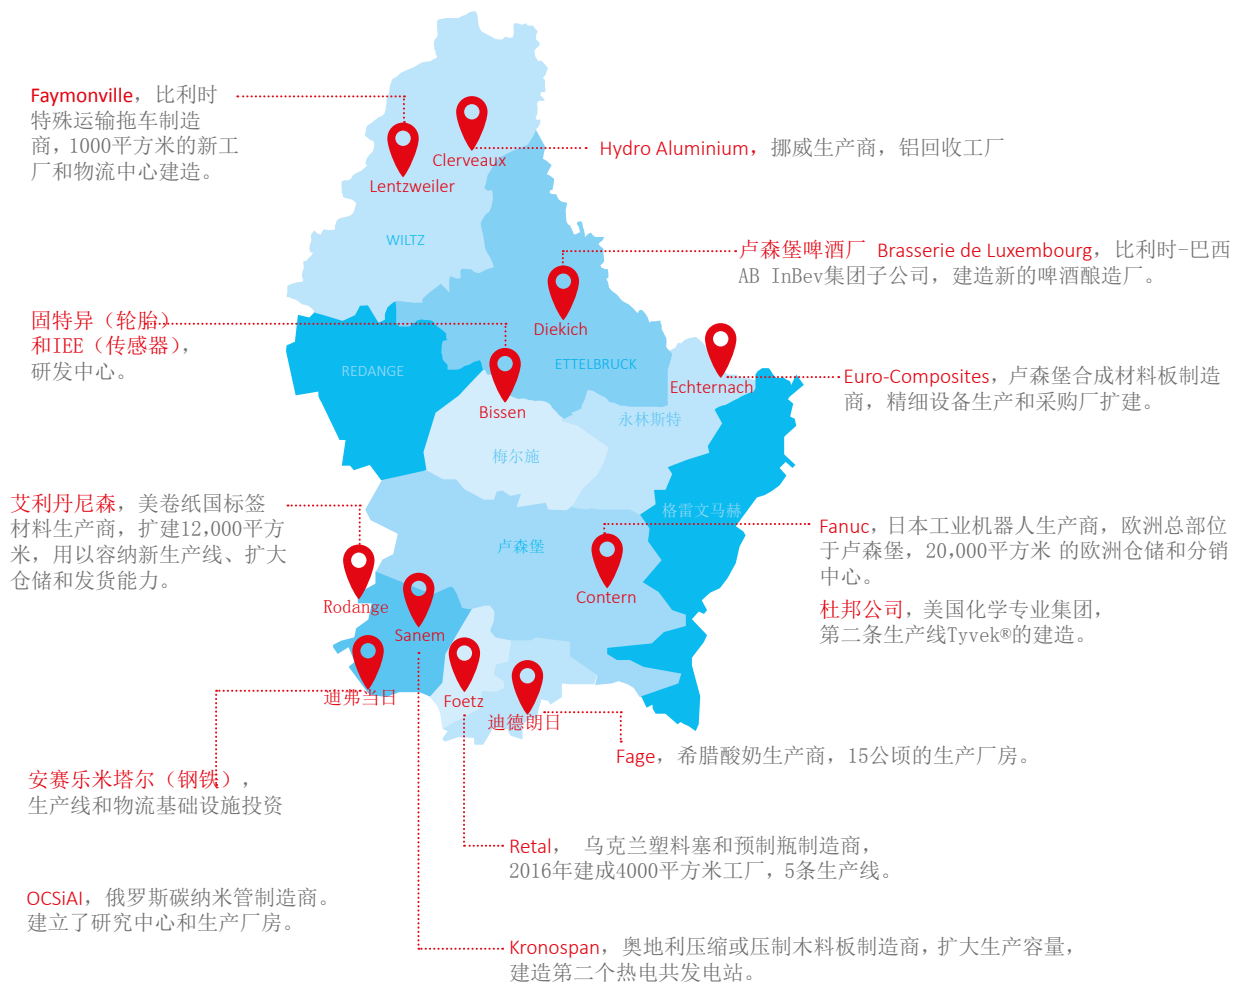 Faymonville，比利时
特殊运输拖车制造
商，1000平方米的新工
厂和物流中心建造。
Clerveaux
Hydro Aluminium，挪威生产商，铝回收工厂
Lentzweiler
WILTZ
卢森堡啤酒厂 Brasserie de Luxembourg，比利时-巴西
AB InBev集团子公司，建造新的啤酒酿造厂。
固特异（轮胎）
和IEE（传感器），
研发中心。
Diekich
ETTELBRUCK
REDANGE
Echternach
Euro-Composites，卢森堡合成材料板制造
商，精细设备生产和采购厂扩建。
Bissen
永林斯特
梅尔施
艾利丹尼森，美卷纸国标签
材料生产商，扩建12,000平方
米，用以容纳新生产线、扩大
仓储和发货能力。
格雷文马赫
卢森堡
Fanuc，日本工业机器人生产商，欧洲总部位
于卢森堡，20,000平方米 的欧洲仓储和分销
中心。
Contern
杜邦公司，美国化学专业集团，
第二条生产线Tyvek®的建造。
Rodange
Sanem
迪弗当日
Foetz
迪德朗日
Fage，希腊酸奶生产商，15公顷的生产厂房。
安赛乐米塔尔（钢铁），
生产线和物流基础设施投资
Retal， 乌克兰塑料塞和预制瓶制造商，
2016年建成4000平方米工厂，5条生产线。
OCSiAI，俄罗斯碳纳米管制造商。
建立了研究中心和生产厂房。
Kronospan，奥地利压缩或压制木料板制造商，扩大生产容量，
建造第二个热电共发电站。